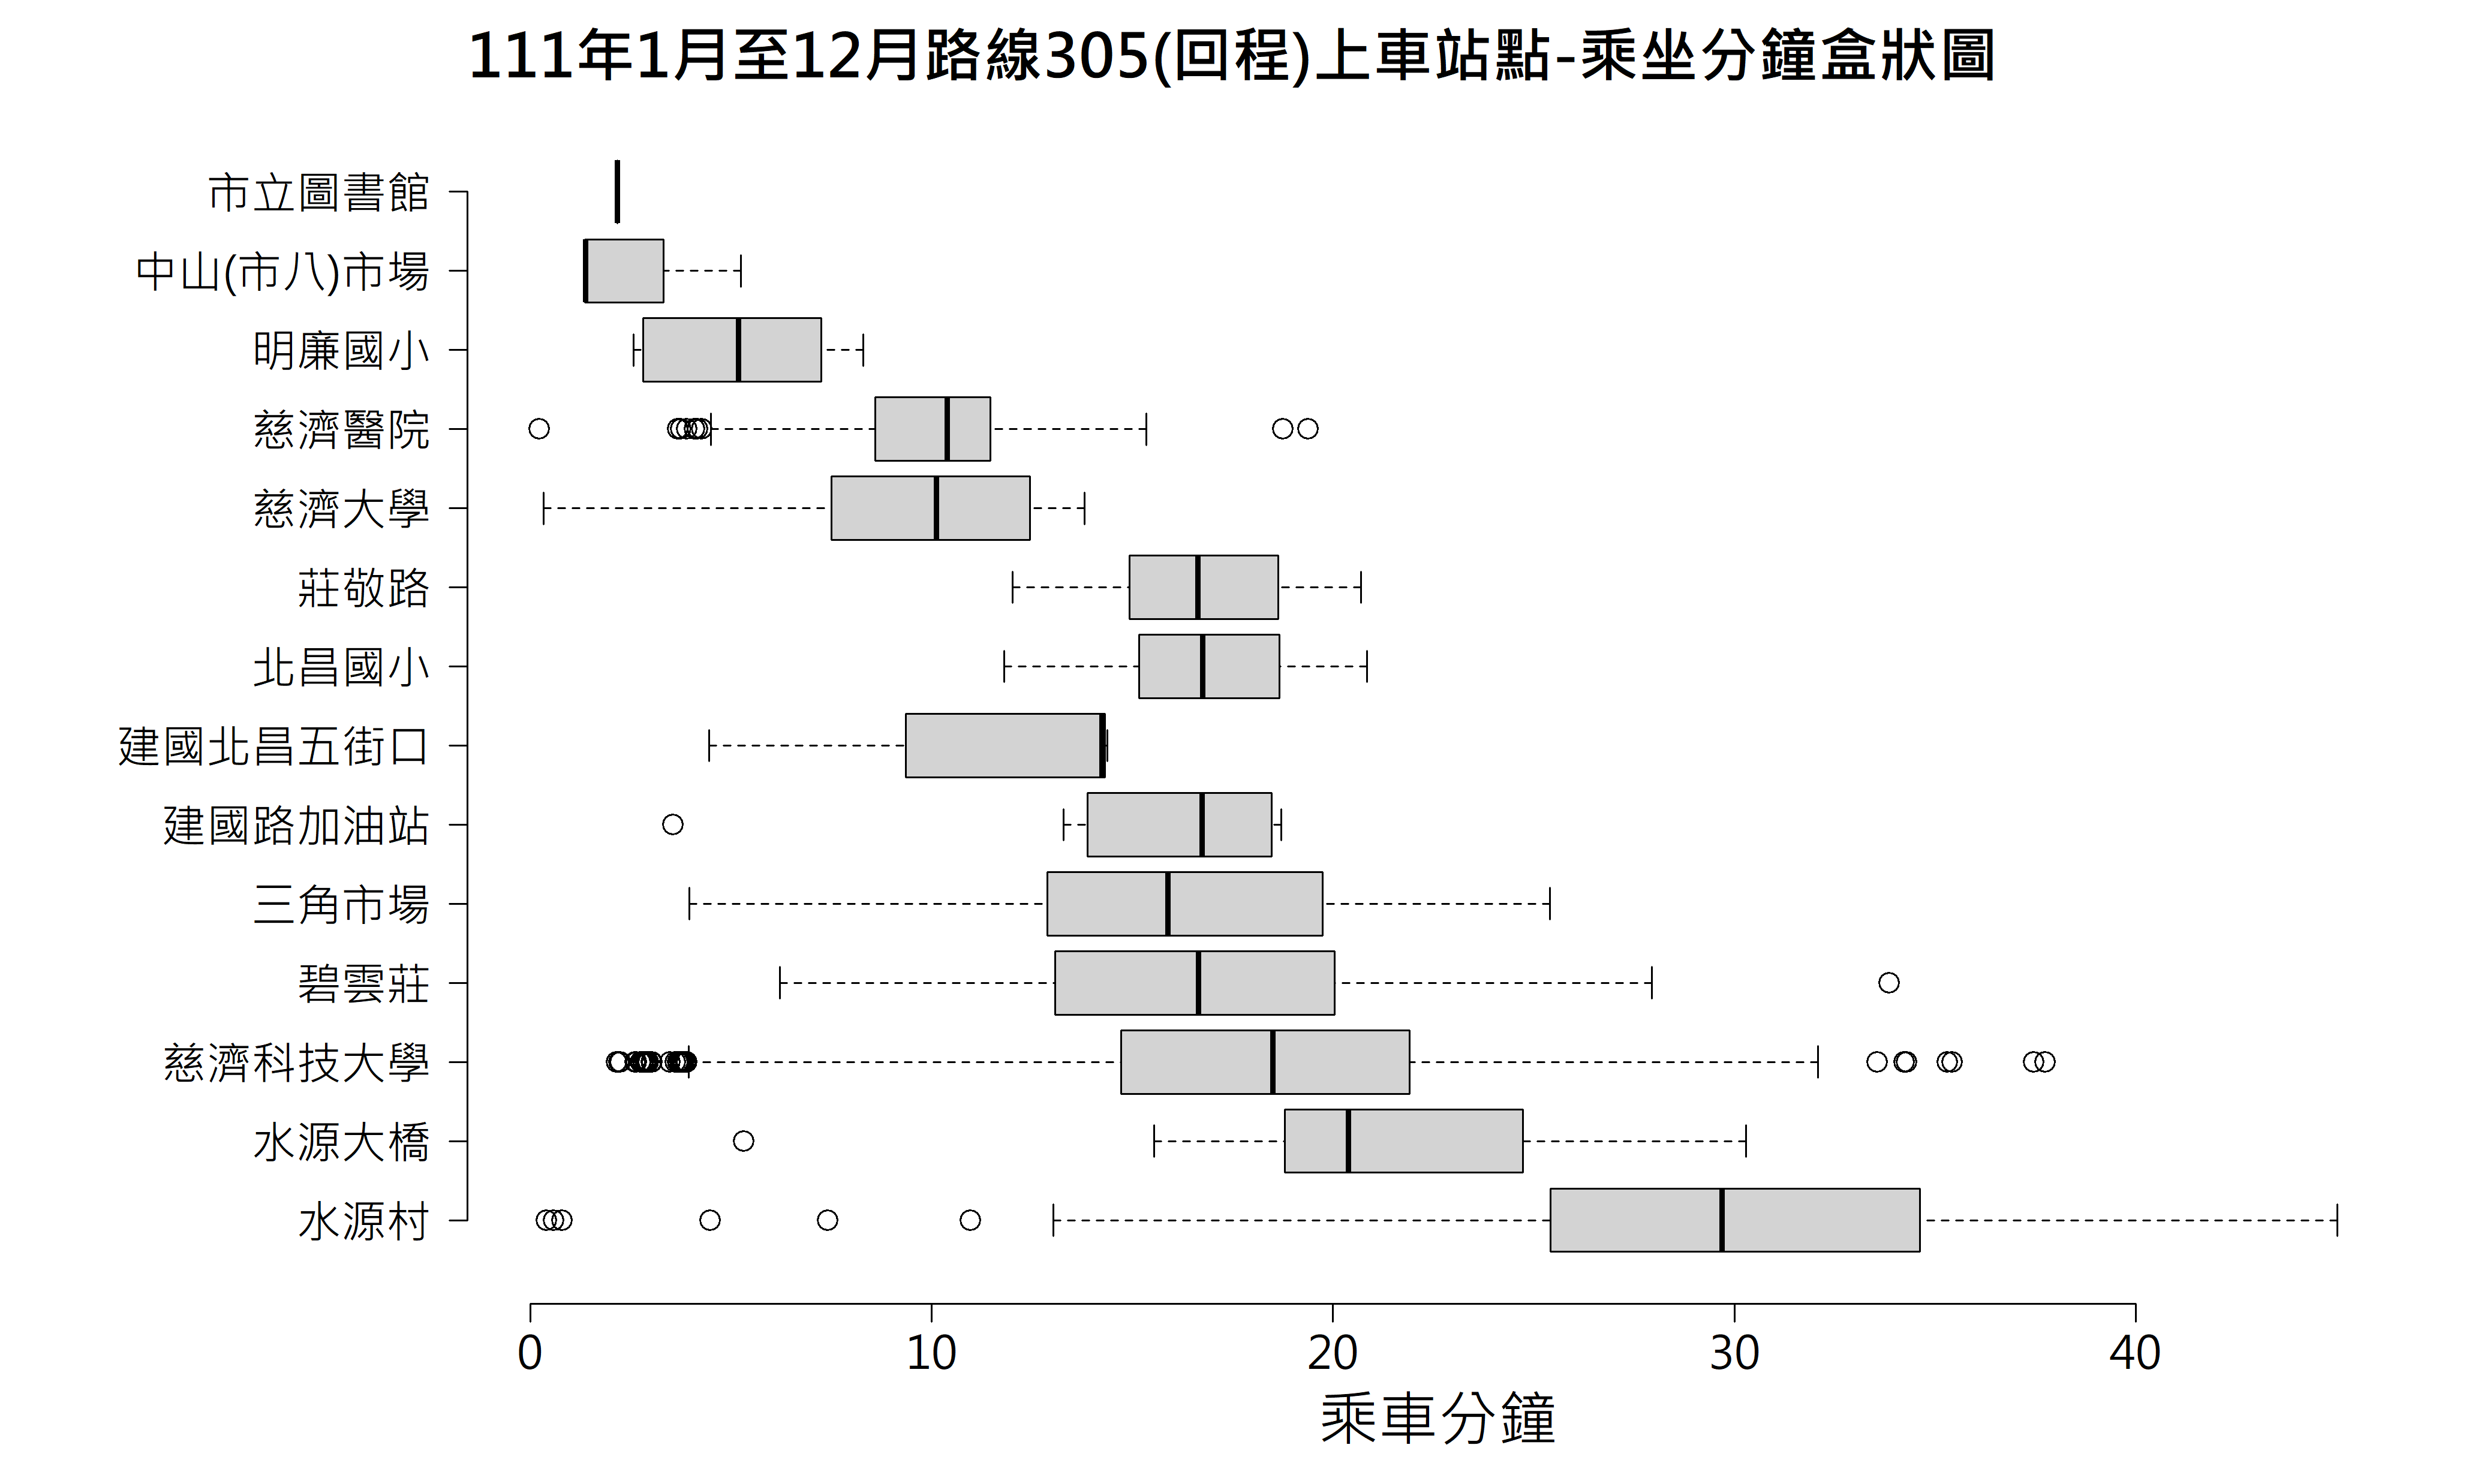 111年1月至12月路線305(回程)上車站點-乘坐分鐘盒狀圖
市立圖書館
中山(市八)市場
明廉國小
慈濟醫院
慈濟大學
莊敬路
北昌國小
建國北昌五街口
建國路加油站
三角市場
碧雲莊
慈濟科技大學
水源大橋
水源村
0 10 20 30 40
乘車分鐘